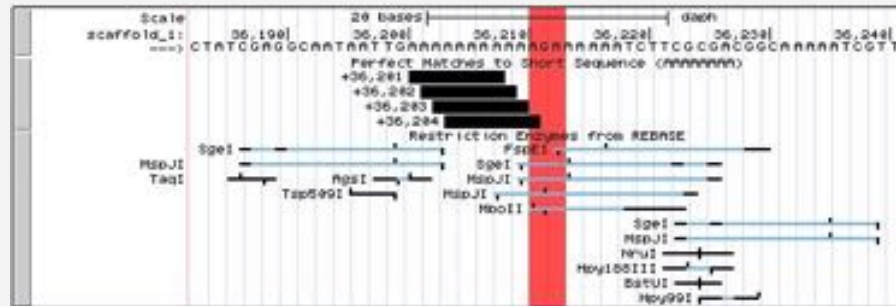 Scale 20 bases daph
scaffold_1: 36,190 36,200 36,210 36,220 36,230 36,240
--->
Perfect Matches to Short Sequence (AAAAAAAA)
+36,201
+36,202
+36,203
+36,204
Restriction Enzymes from REBASE
SgeI FspEI
MspJI SgeI
TaqI AgsI MspJI
Tsp509I MspJI
MboII
SgeI
MspJI
NruI
Hpy188III
BstUI
Hpy99I